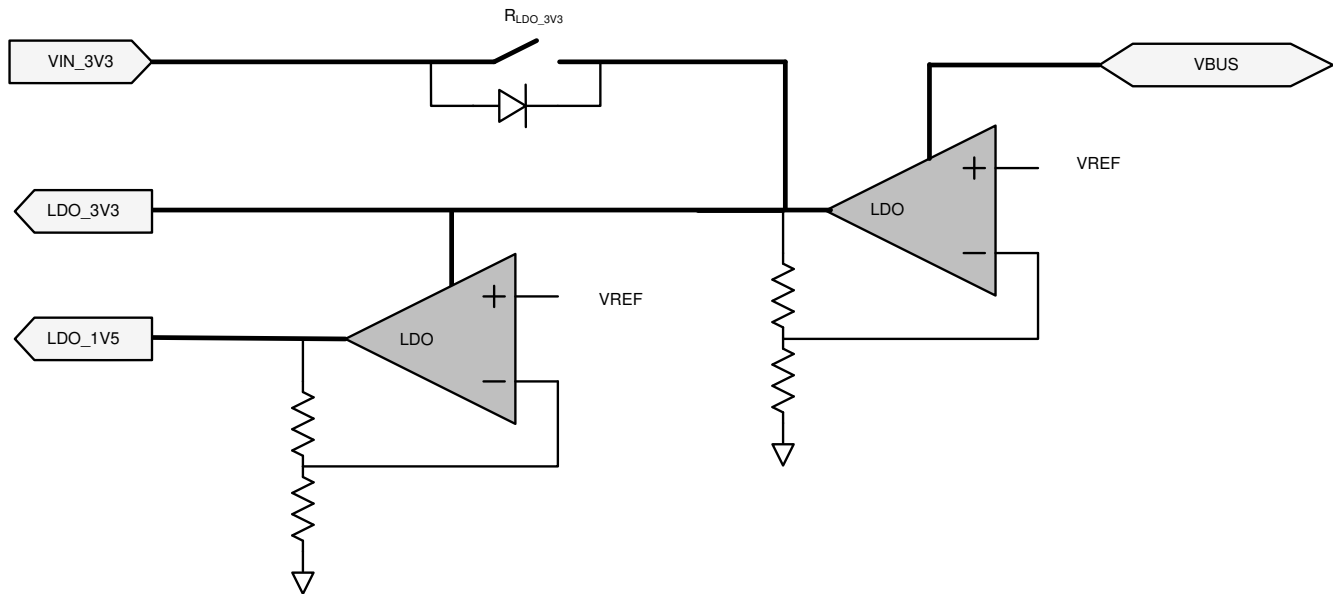 RLDO_3V3
VIN_3V3
VBUS
+
VREF
LDO_3V3
LDO
−
+
VREF
LDO_1V5
LDO
−